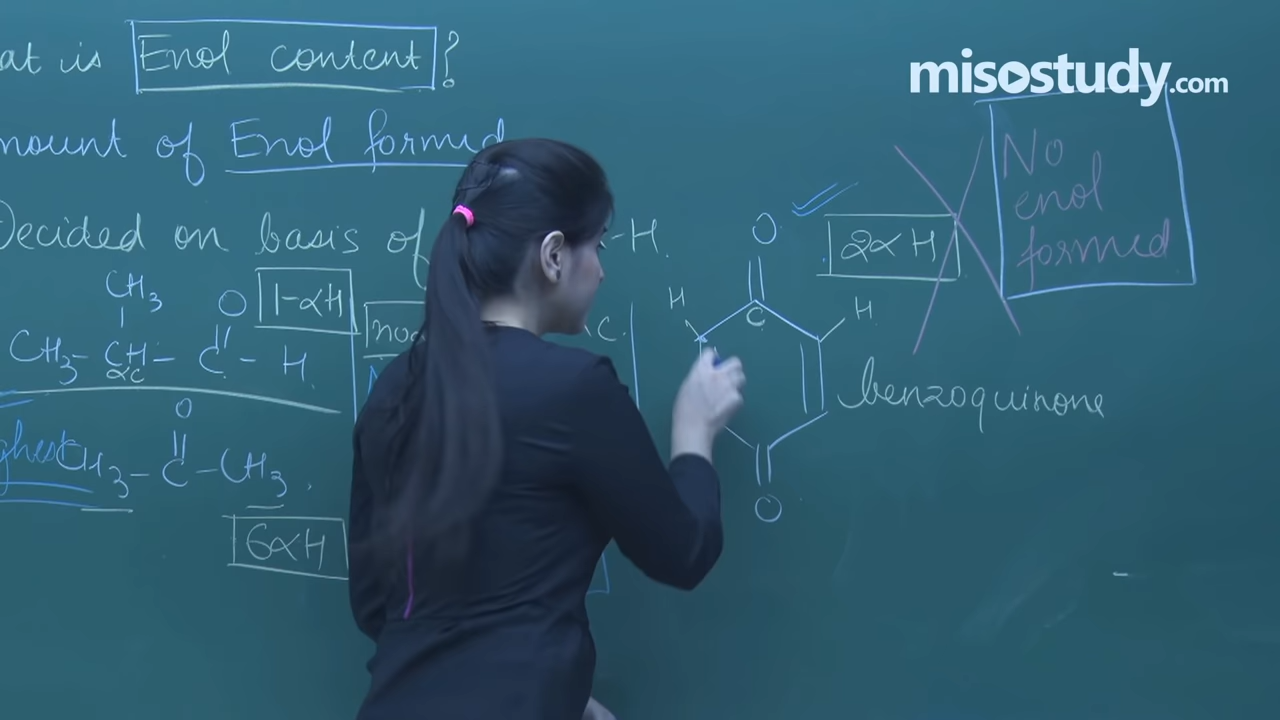 at is Enol content?
mount of Enol formed
Decided on basis of -H.
CH3 O 1-αH
CH3-CH-C-H.
αC
O
CH3-C-CH3.
6αH
misostudy.com
No
enol
formed
O 2αH
H C H
benzoquinone
O